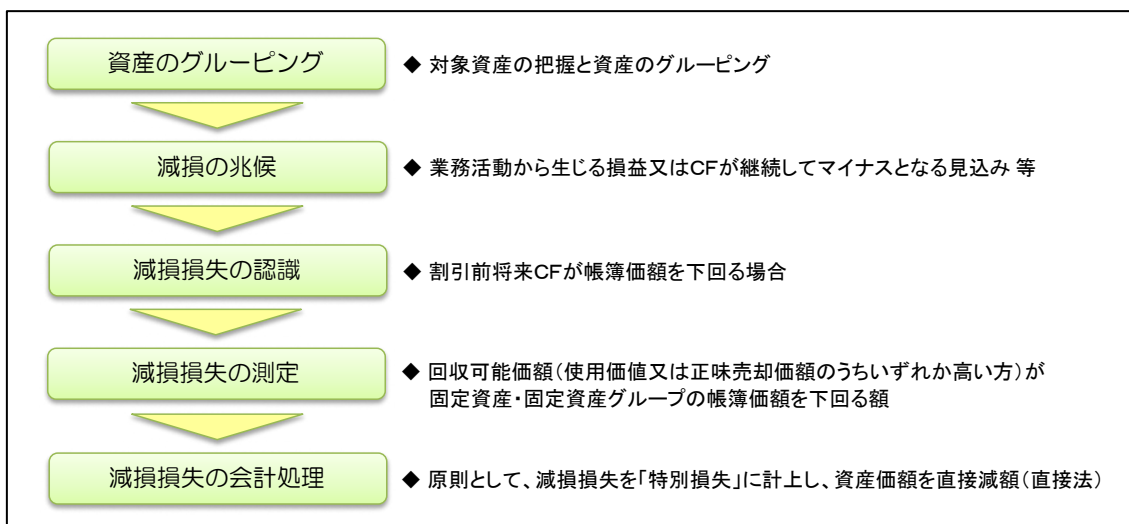 資産のグルーピング
◆ 対象資産の把握と資産のグルーピング
減損の兆候
◆ 業務活動から生じる損益又はCFが継続してマイナスとなる見込み 等
減損損失の認識
◆ 割引前将来CFが帳簿価額を下回る場合
減損損失の測定
◆ 回収可能価額(使用価値又は正味売却価額のうちいずれか高い方)が
固定資産・固定資産グループの帳簿価額を下回る額
減損損失の会計処理
◆ 原則として、減損損失を「特別損失」に計上し、資産価額を直接減額(直接法)